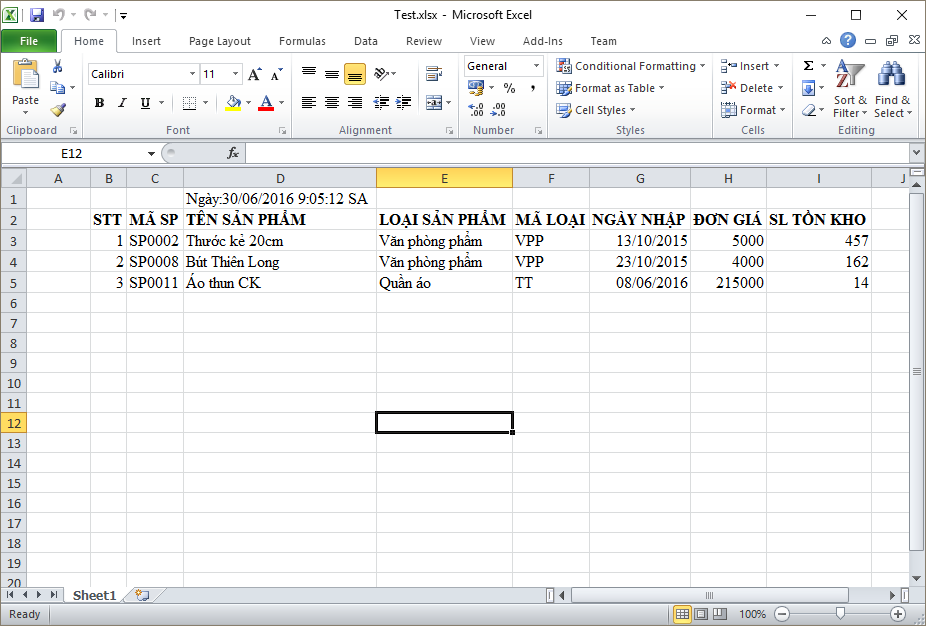 Test.xlsx - Microsoft Excel
File Home Insert Page Layout Formulas Data Review View Add-Ins Team
Calibri 11 General Conditional Formatting Insert Σ
Paste B I U A % , Format as Table Delete Sort & Filter Find & Select
Cell Styles Format
Clipboard Font Alignment Number Styles Cells Editing
E12 fx
A B C D E F G H I J
1 Ngày:30/06/2016 9:05:12 SA
2 STT MÃ SP TÊN SẢN PHẨM LOẠI SẢN PHẨM MÃ LOẠI NGÀY NHẬP ĐƠN GIÁ SL TỒN KHO
3 1 SP0002 Thước kẻ 20cm Văn phòng phẩm VPP 13/10/2015 5000 457
4 2 SP0008 Bút Thiên Long Văn phòng phẩm VPP 23/10/2015 4000 162
5 3 SP0011 Áo thun CK Quần áo TT 08/06/2016 215000 14
6
7
8
9
10
11
12
13
14
15
16
17
18
19
20
Sheet1
Ready 100%